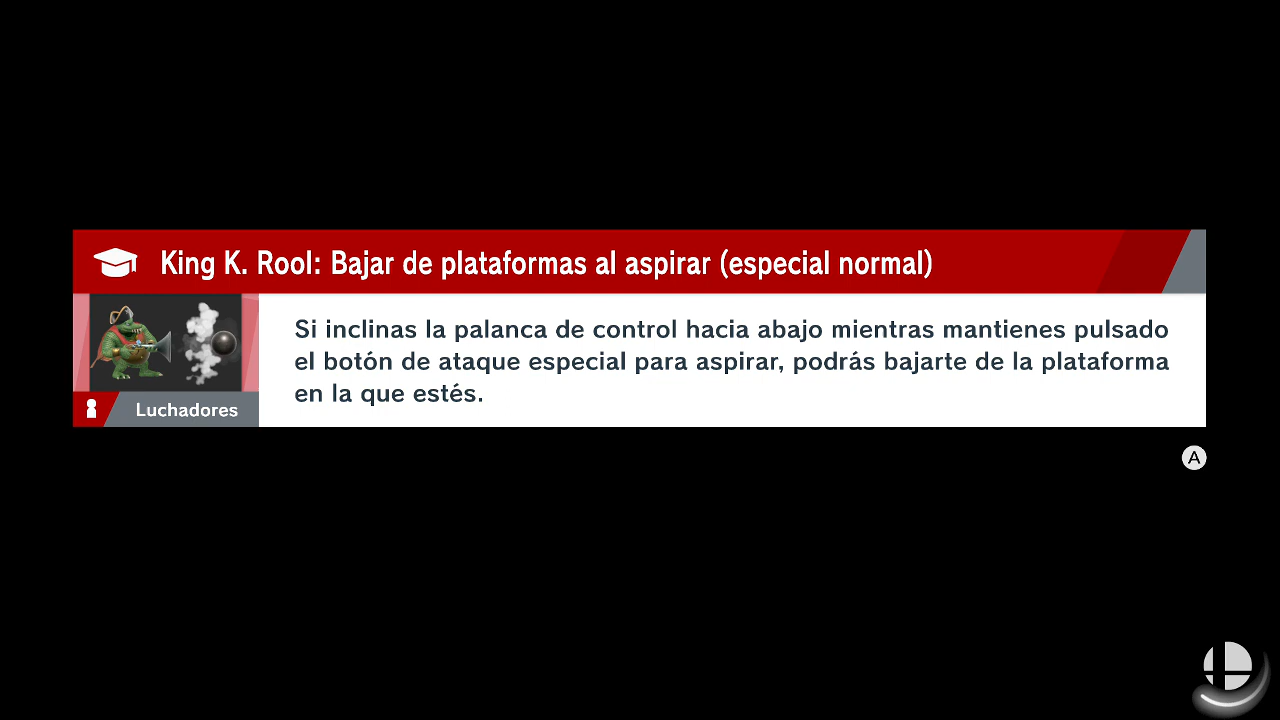 King K. Rool: Bajar de plataformas al aspirar (especial normal)
Si inclinas la palanca de control hacia abajo mientras mantienes pulsado
el botón de ataque especial para aspirar, podrás bajarte de la plataforma
en la que estés.
Luchadores
A